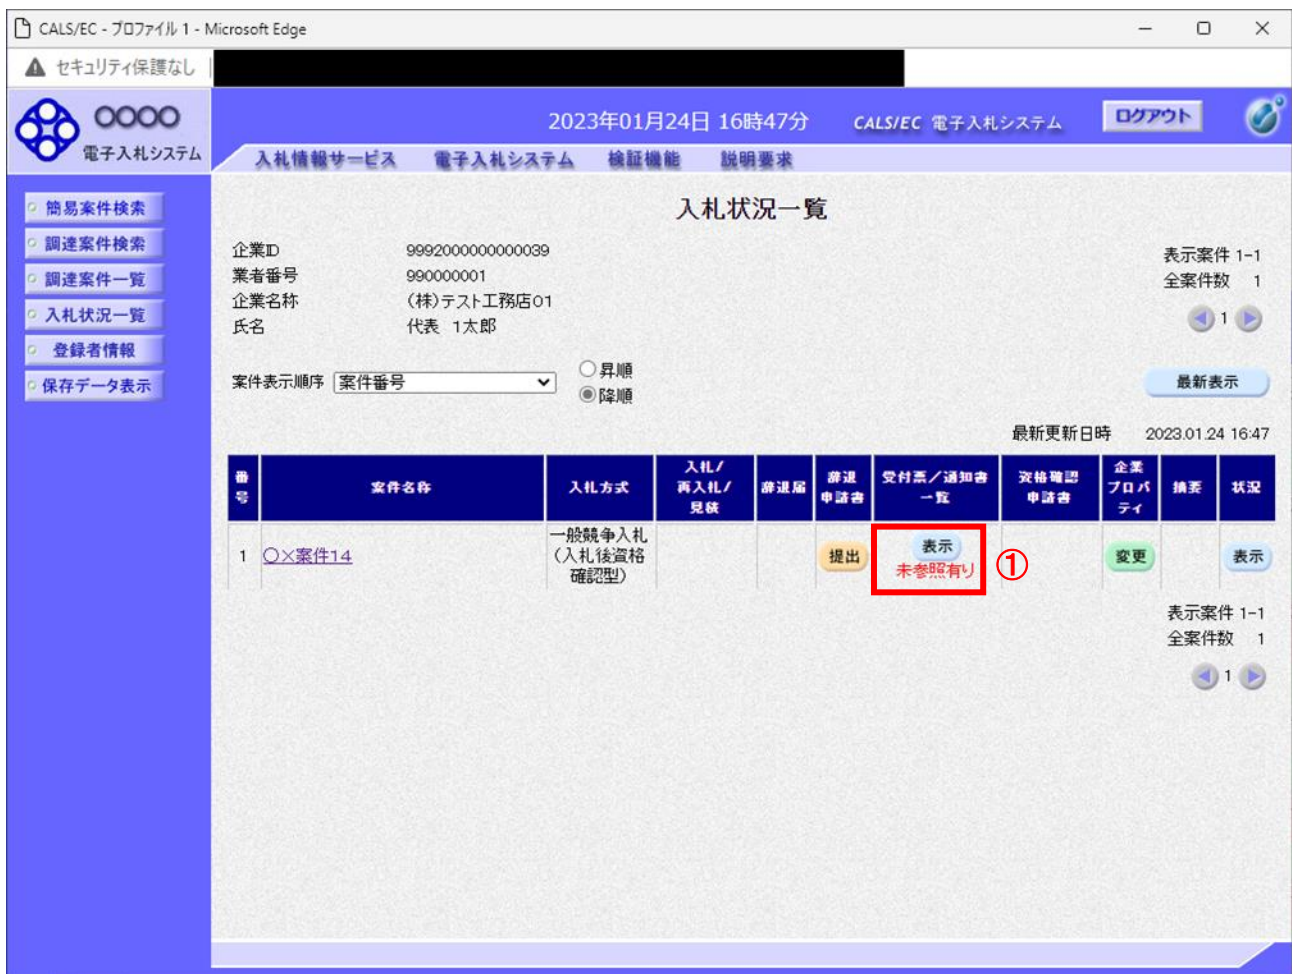 CALS/EC - プロファイル 1 - Microsoft Edge
セキュリティ保護なし
〇〇〇〇
電子入札システム
2023年01月24日 16時47分
CALS/EC 電子入札システム
ログアウト
入札情報サービス 電子入札システム 検証機能 説明要求
簡易案件検索
調達案件検索
調達案件一覧
入札状況一覧
登録者情報
保存データ表示
入札状況一覧
企業ID 9992000000000039
業者番号 990000001
企業名称 (株)テスト工務店01
氏名 代表 1太郎
表示案件 1-1
全案件数 1
1
案件表示順序 案件番号
昇順
降順
最新表示
最新更新日時 2023.01.24 16:47
番号 案件名称 入札方式 入札/再入札/見積 辞退届 辞退申請書 受付票/通知書一覧 資格確認申請書 企業プロパティ 摘要 状況
1 〇×案件14 一般競争入札(入札後資格確認型) 提出 表示 未参照有り 変更 表示
①
表示案件 1-1
全案件数 1
1